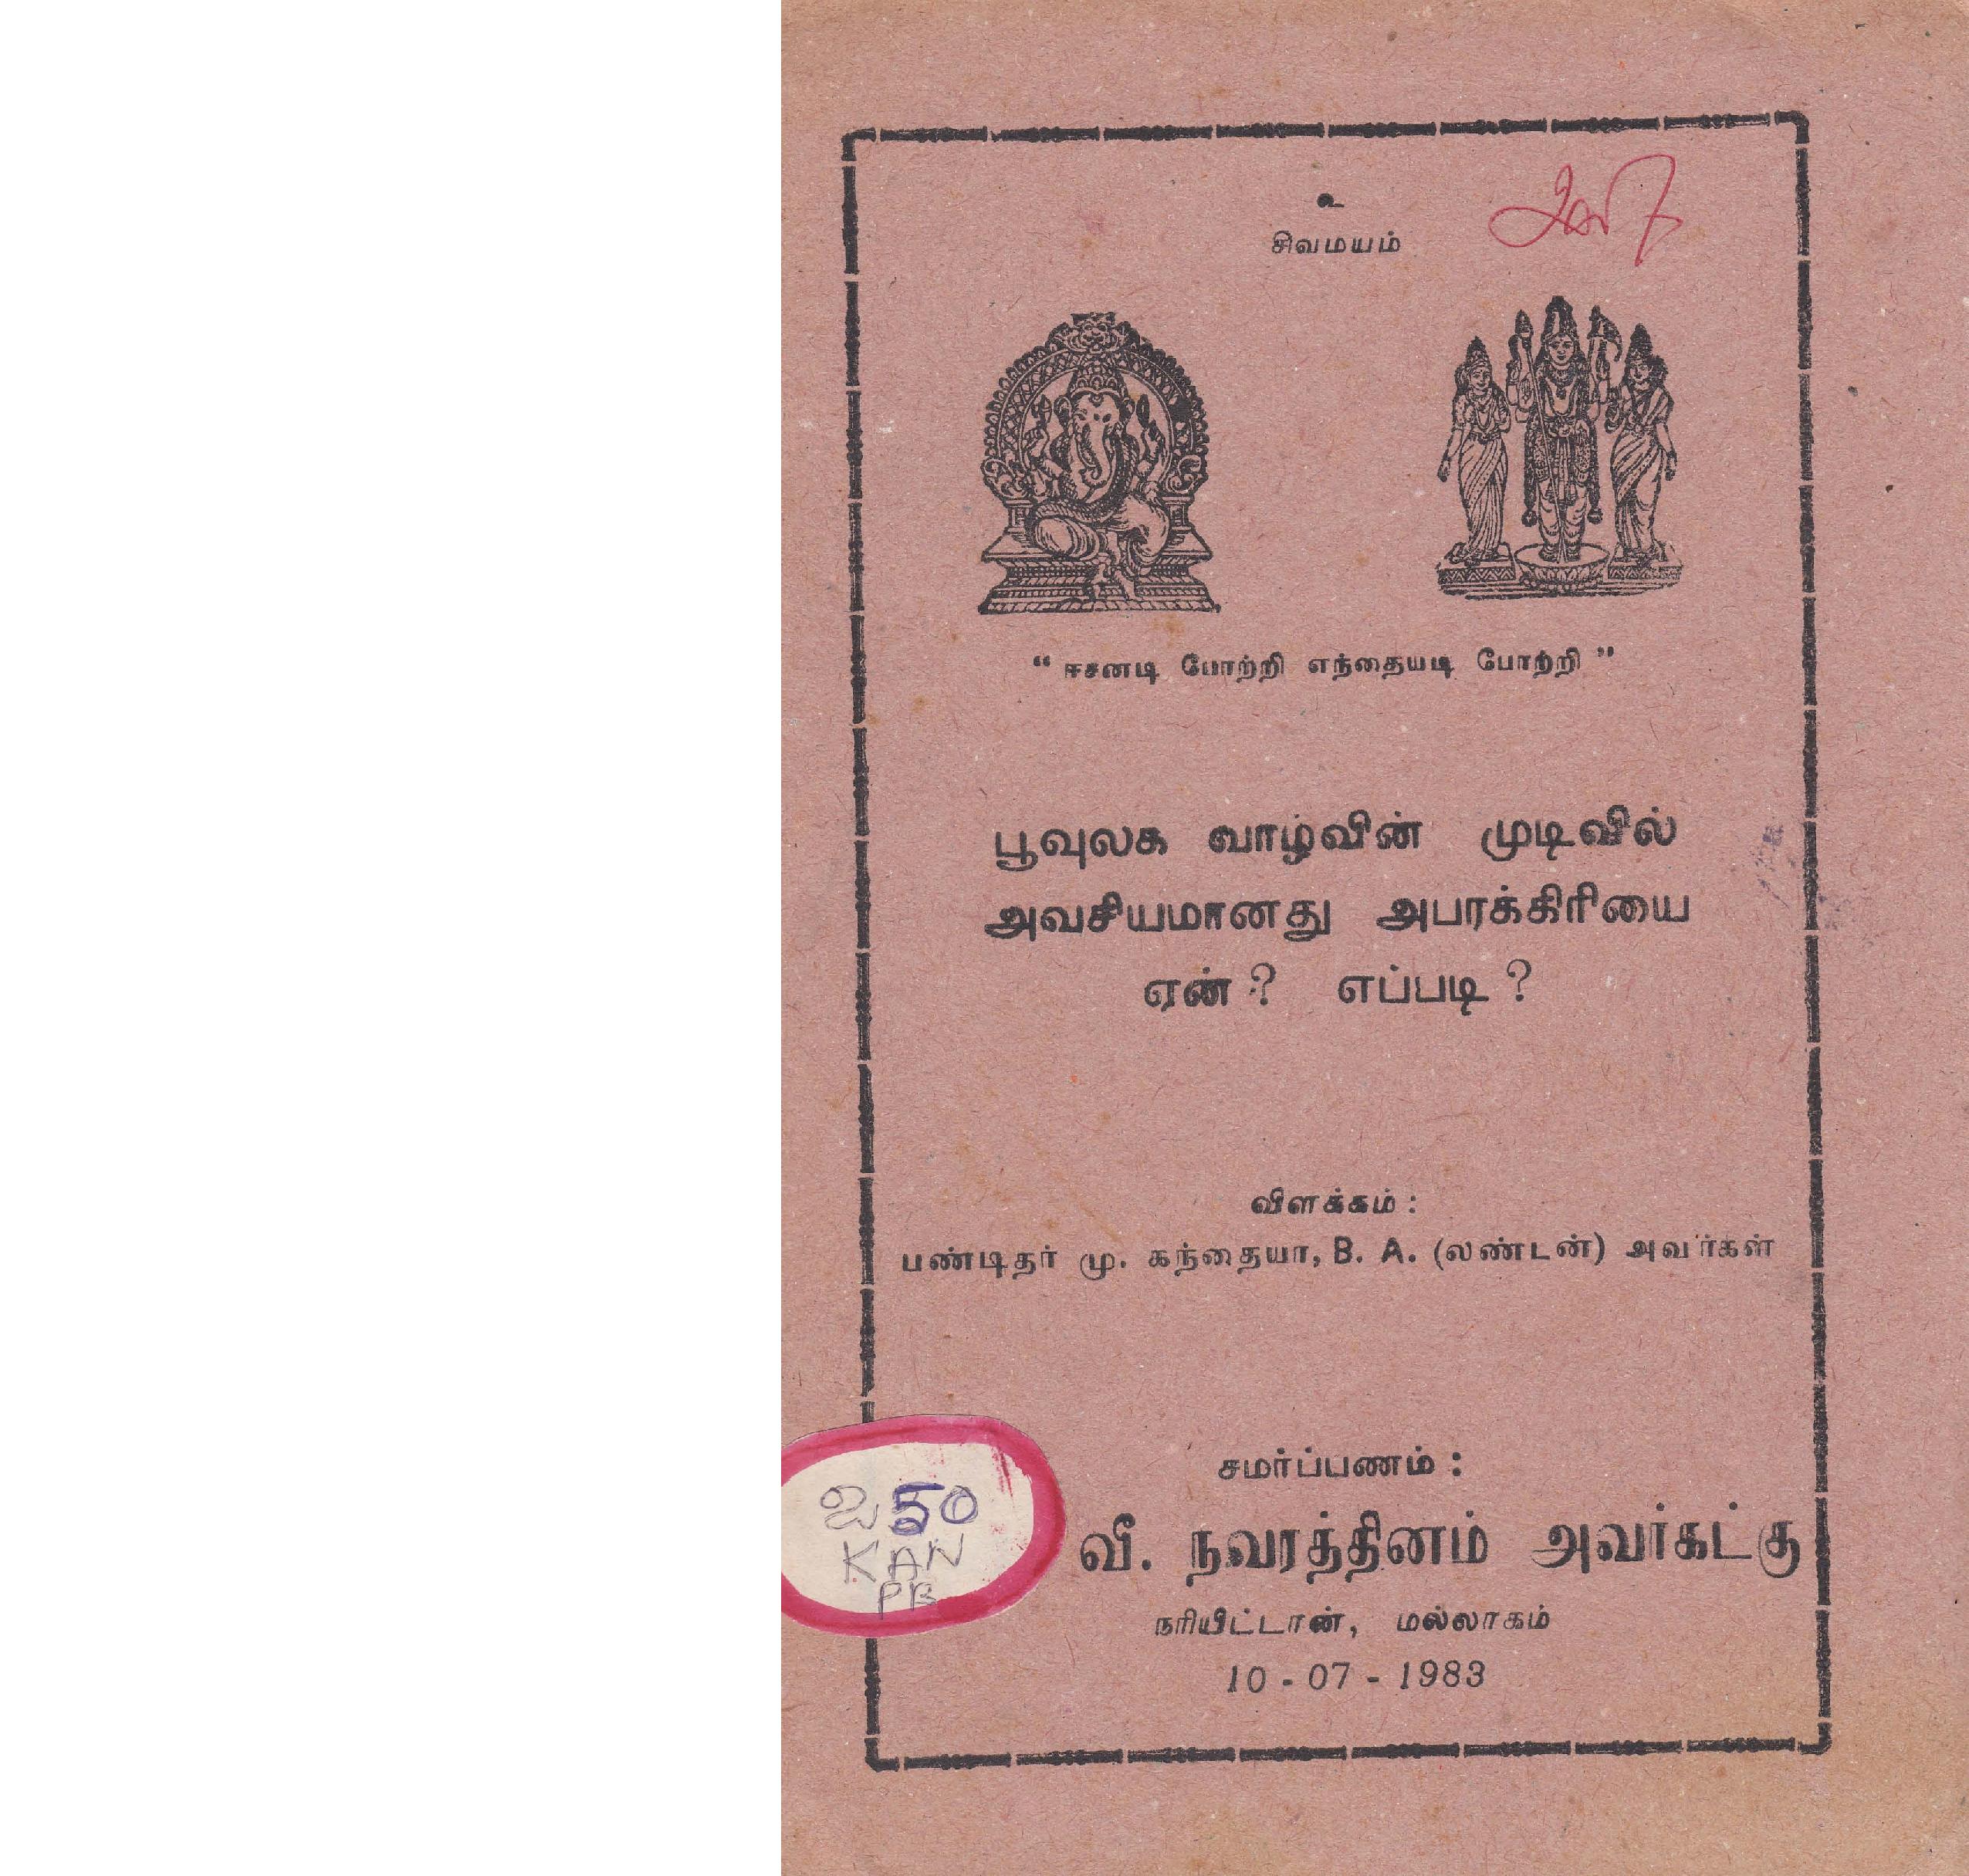 உ
சிவமயம்
“ ஈசனடி போற்றி எந்தையடி போற்றி ”
பூவுலக வாழ்வின் முடிவில்
அவசியமானது அபரக்கிரியை
ஏன் ? எப்படி ?
விளக்கம் :
பண்டிதர் மு. கந்தையா, B. A. (லண்டன்) அவர்கள்
சமர்ப்பணம் :
வீ. நவரத்தினம் அவர்கட்கு
நரியிட்டான், மல்லாகம்
10 - 07 - 1983
50
KAN
PB